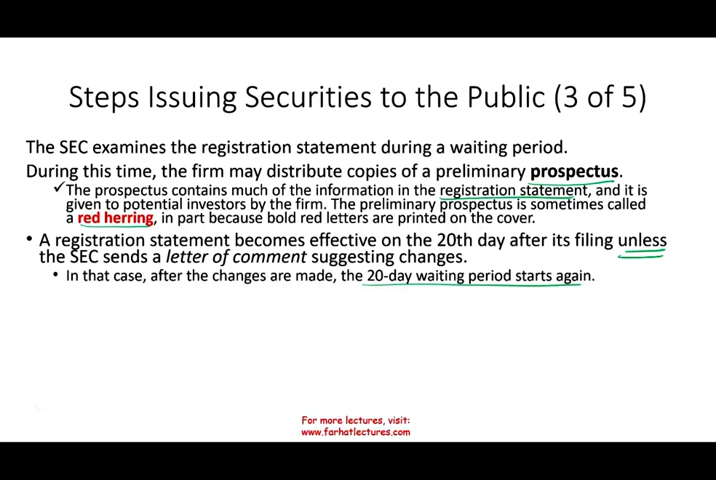 Steps Issuing Securities to the Public (3 of 5)
The SEC examines the registration statement during a waiting period.
During this time, the firm may distribute copies of a preliminary prospectus.
✓The prospectus contains much of the information in the registration statement, and it is
given to potential investors by the firm. The preliminary prospectus is sometimes called
a red herring, in part because bold red letters are printed on the cover.
• A registration statement becomes effective on the 20th day after its filing unless
the SEC sends a letter of comment suggesting changes.
• In that case, after the changes are made, the 20-day waiting period starts again.
For more lectures, visit:
www.farhatlectures.com